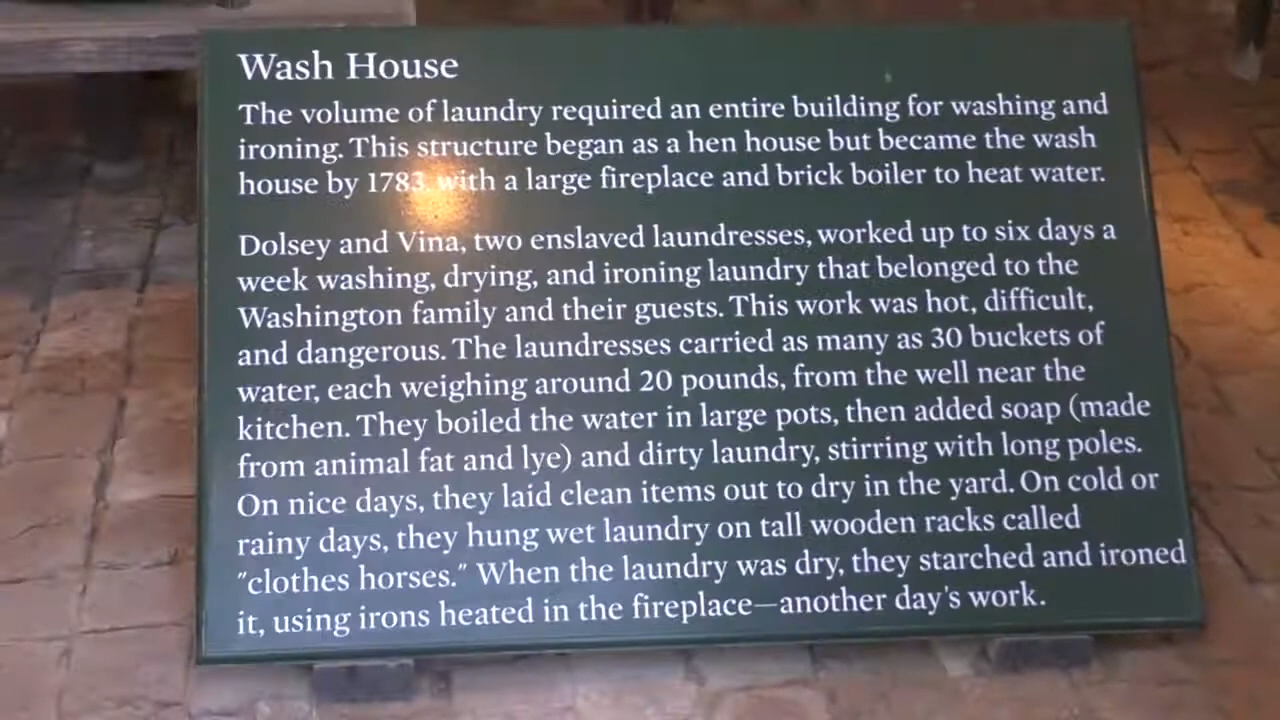 Wash House
The volume of laundry required an entire building for washing and
ironing. This structure began as a hen house but became the wash
house by 1783, with a large fireplace and brick boiler to heat water.
Dolsey and Vina, two enslaved laundresses, worked up to six days a
week washing, drying, and ironing laundry that belonged to the
Washington family and their guests. This work was hot, difficult,
and dangerous. The laundresses carried as many as 30 buckets of
water, each weighing around 20 pounds, from the well near the
kitchen. They boiled the water in large pots, then added soap (made
from animal fat and lye) and dirty laundry, stirring with long poles.
On nice days, they laid clean items out to dry in the yard. On cold or
rainy days, they hung wet laundry on tall wooden racks called
"clothes horses." When the laundry was dry, they starched and ironed
it, using irons heated in the fireplace—another day's work.